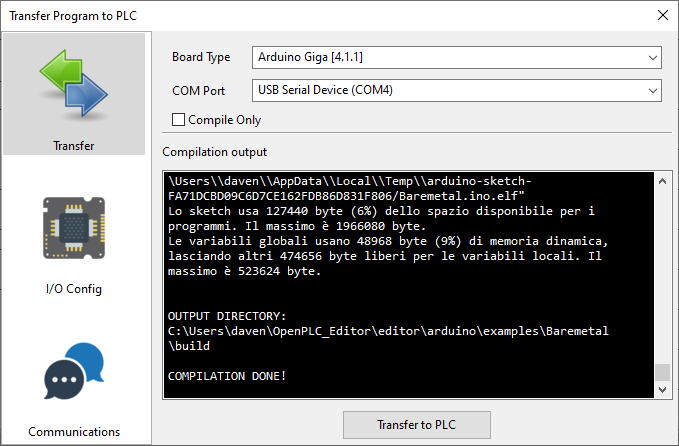 Transfer Program to PLC
Transfer
I/O Config
Communications
Board Type
Arduino Giga [4.1.1]
COM Port
USB Serial Device (COM4)
Compile Only
Compilation output
\Users\\daven\\AppData\\Local\\Temp\\arduino-sketch-
FA71DCBD09C6D7CE162FDB86D831F806/Baremetal.ino.elf"
Lo sketch usa 127440 byte (6%) dello spazio disponibile per i
programmi. Il massimo è 1966080 byte.
Le variabili globali usano 48968 byte (9%) di memoria dinamica,
lasciando altri 474656 byte liberi per le variabili locali. Il
massimo è 523624 byte.
OUTPUT DIRECTORY:
C:\Users\daven\OpenPLC_Editor\editor\arduino\examples\Baremetal
\build
COMPILATION DONE!
Transfer to PLC